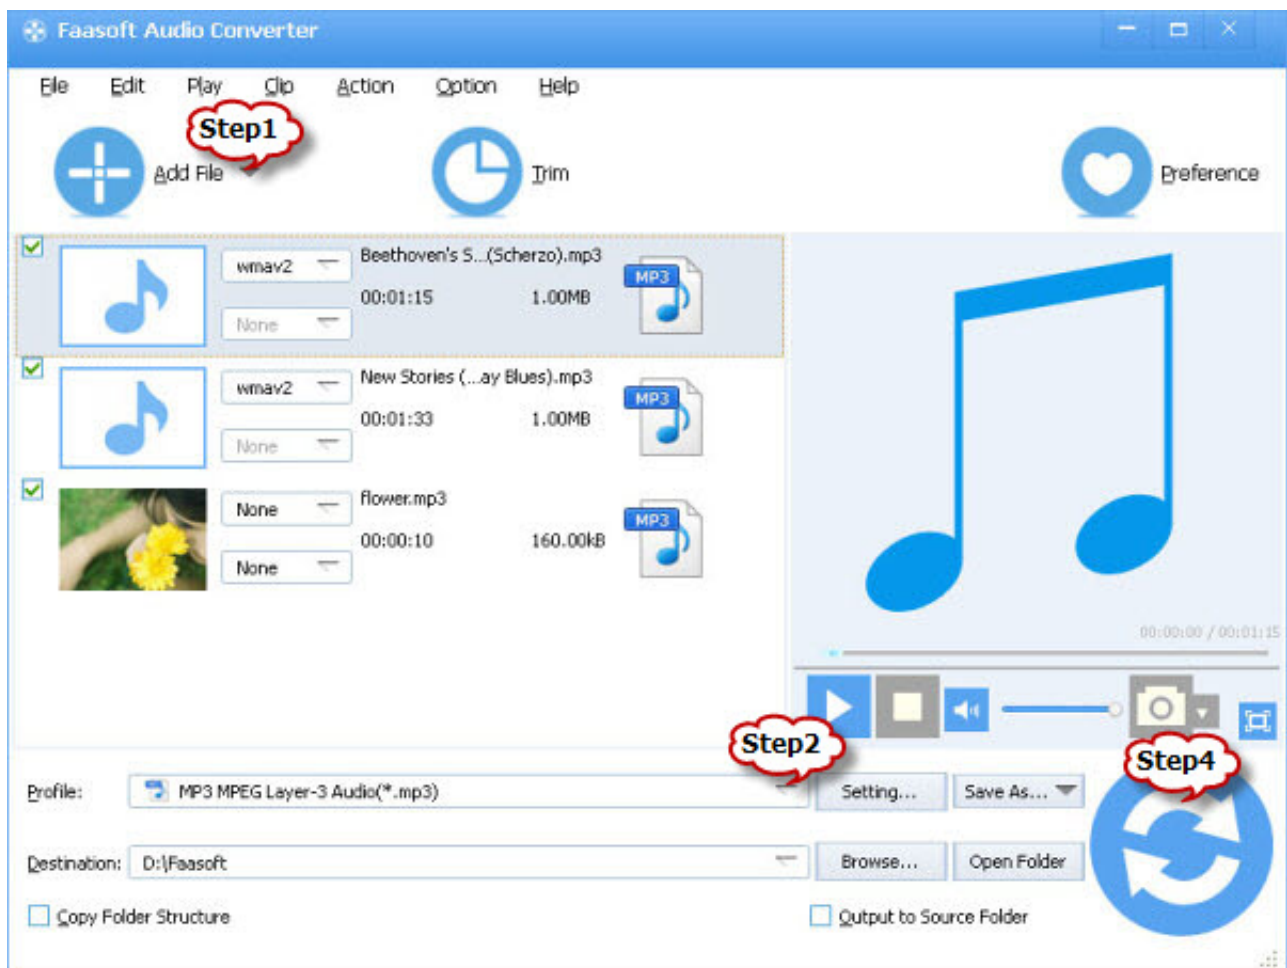 Faasoft Audio Converter
File Edit Play Clip Action Option Help
Step1
Add File Trim Preference
wmav2 Beethoven's S...(Scherzo).mp3
MP3
00:01:15 1.00MB
None
wmav2 New Stories (...ay Blues).mp3
MP3
00:01:33 1.00MB
None
None flower.mp3
MP3
00:00:10 160.00kB
None
00:00:00 / 00:01:15
Step2 Step4
Profile: MP3 MPEG Layer-3 Audio(*.mp3) Setting... Save As...
Destination: D:\Faasoft Browse... Open Folder
Copy Folder Structure Output to Source Folder